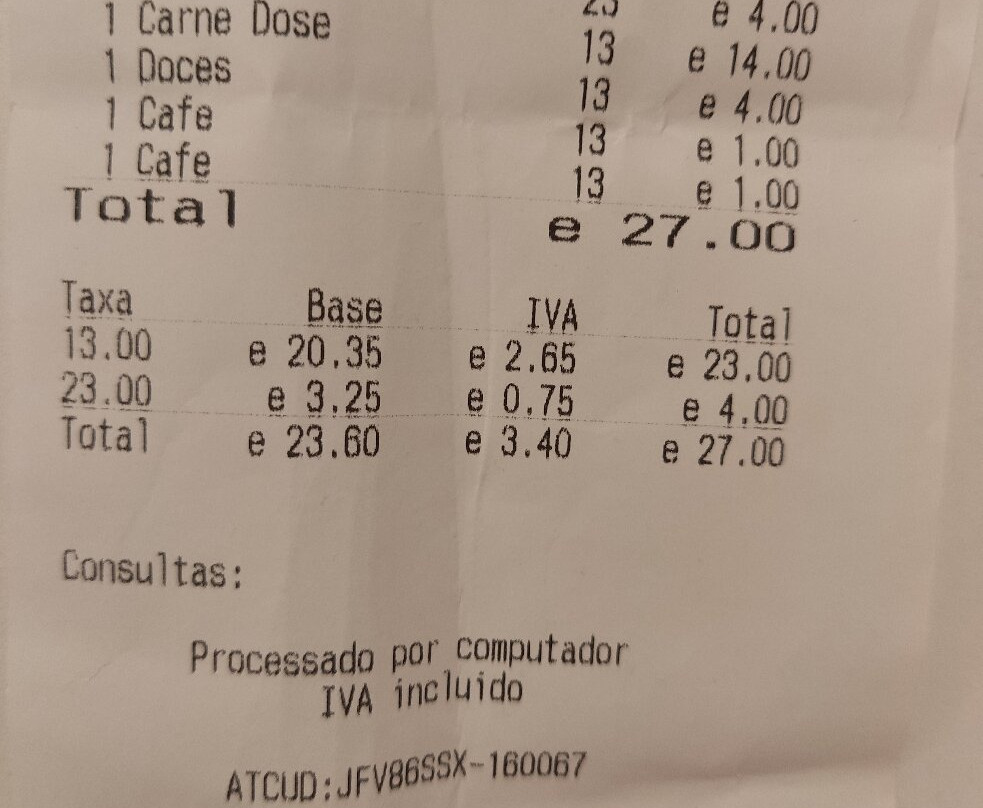 23 e 4.00
1 Carne Dose 13 e 14.00
1 Doces 13 e 4.00
1 Cafe 13 e 1.00
1 Cafe 13 e 1.00
Total e 27.00
Taxa Base IVA Total
13.00 e 20.35 e 2.65 e 23.00
23.00 e 3.25 e 0.75 e 4.00
Total e 23.60 e 3.40 e 27.00
Consultas:
Processado por computador
IVA incluido
ATCUD:JFV86SSX-160067